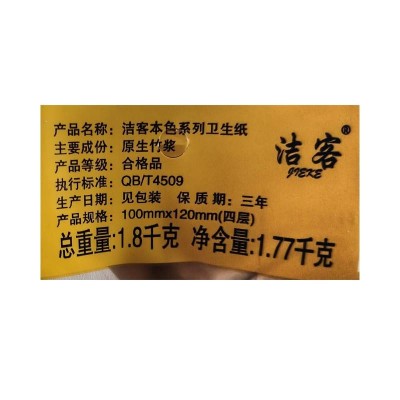 产品名称：洁客本色系列卫生纸
主要成份：原生竹浆
产品等级：合格品
执行标准：QB/T4509
生产日期：见包装 保质期：三年
产品规格：100mmx120mm(四层)
总重量:1.8千克 净含量:1.77千克
洁客®
JIEKE